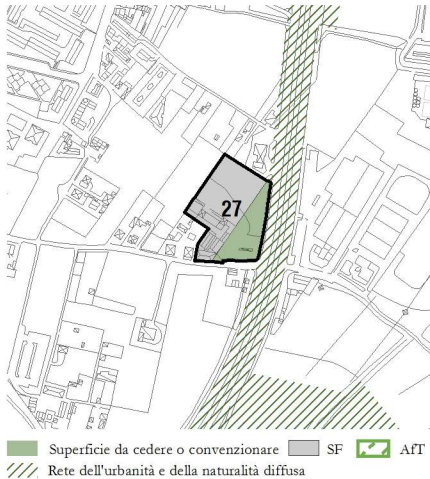 27
Superficie da cedere o convenzionare SF AfT
Rete dell'urbanità e della naturalità diffusa